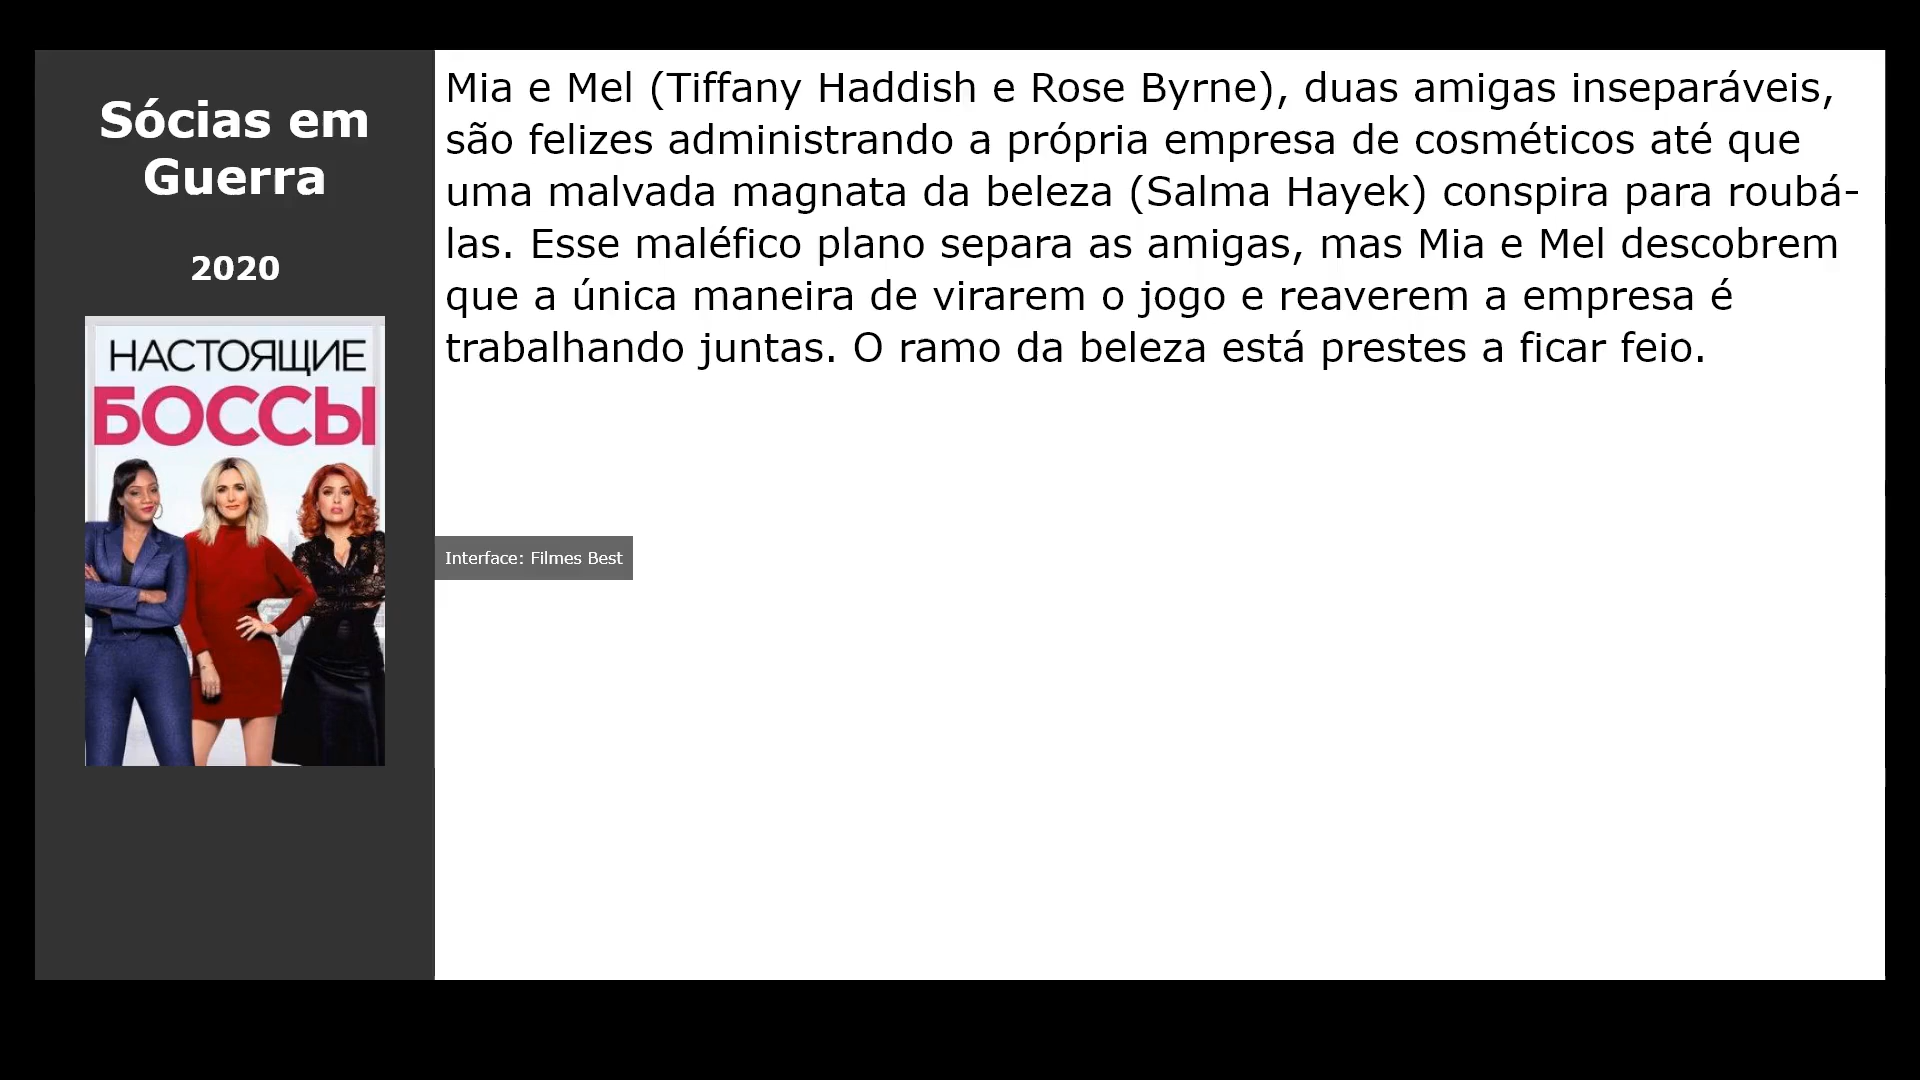 Sócias em
Guerra
2020
НАСТОЯЩИЕ
БОССЫ
Mia e Mel (Tiffany Haddish e Rose Byrne), duas amigas inseparáveis,
são felizes administrando a própria empresa de cosméticos até que
uma malvada magnata da beleza (Salma Hayek) conspira para roubá-
las. Esse maléfico plano separa as amigas, mas Mia e Mel descobrem
que a única maneira de virarem o jogo e reaverem a empresa é
trabalhando juntas. O ramo da beleza está prestes a ficar feio.
Interface: Filmes Best